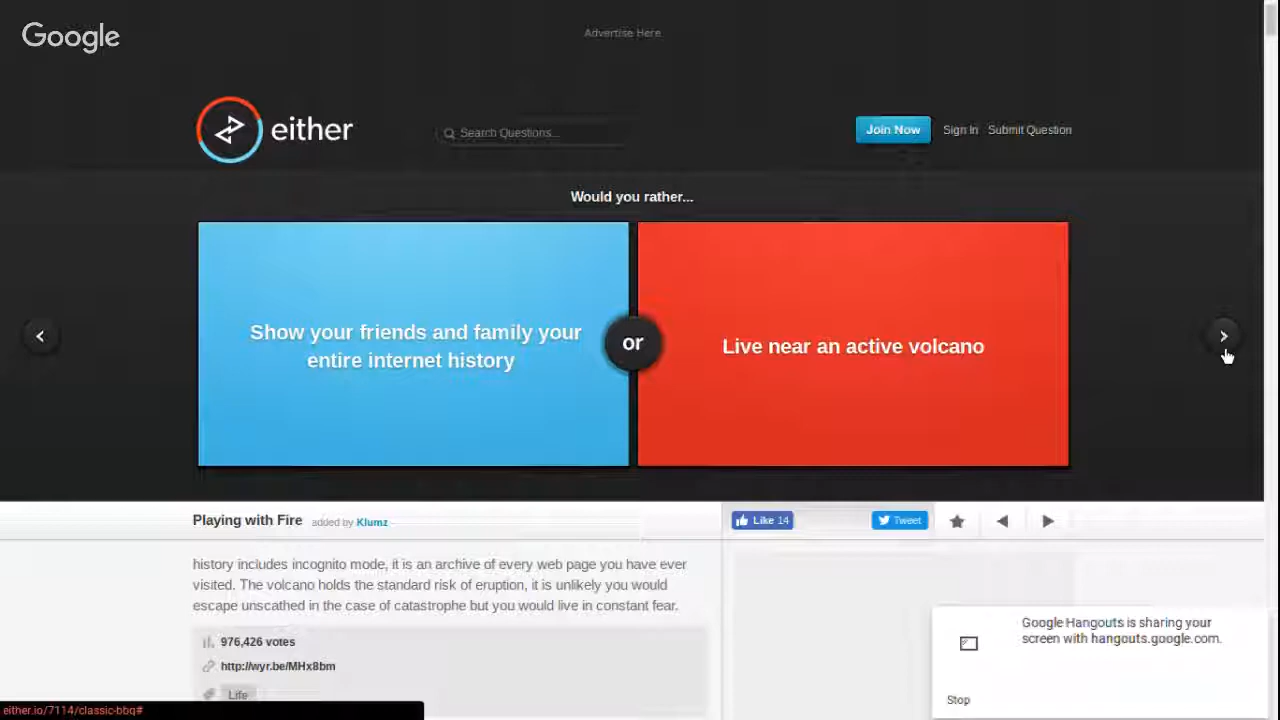 Google
Advertise Here
either
Search Questions...
Join Now
Sign In
Submit Question
Would you rather...
Show your friends and family your
entire internet history
or
Live near an active volcano
Playing with Fire added by Klumz
Like 14
Tweet
history includes incognito mode, it is an archive of every web page you have ever
visited. The volcano holds the standard risk of eruption, it is unlikely you would
escape unscathed in the case of catastrophe but you would live in constant fear.
976,426 votes
http://wyr.be/MHx8bm
Life
Google Hangouts is sharing your
screen with hangouts.google.com.
Stop
either.io/7114/classic-bbq#